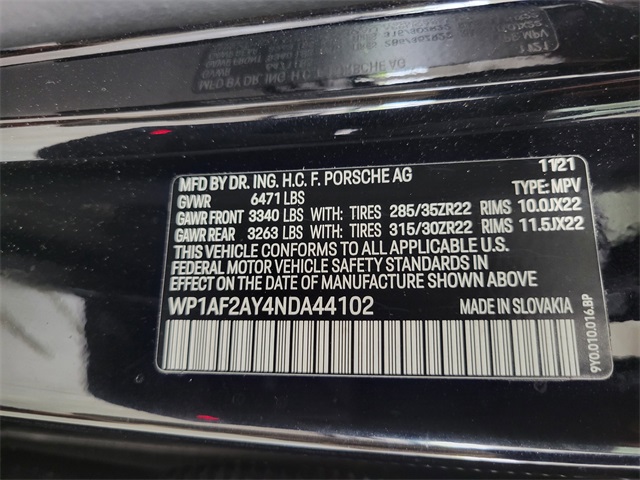 MFD BY DR. ING. H.C. F. PORSCHE AG 11/21
GVWR 6471 LBS TYPE: MPV
GAWR FRONT 3340 LBS WITH: TIRES 285/35ZR22 RIMS 10.0JX22
GAWR REAR 3263 LBS WITH: TIRES 315/30ZR22 RIMS 11.5JX22
THIS VEHICLE CONFORMS TO ALL APPLICABLE U.S.
FEDERAL MOTOR VEHICLE SAFETY STANDARDS IN
EFFECT ON THE DATE OF MANUFACTURE SHOWN ABOVE.
WP1AF2AY4NDA44102 MADE IN SLOVAKIA
9Y0.010.016.BP